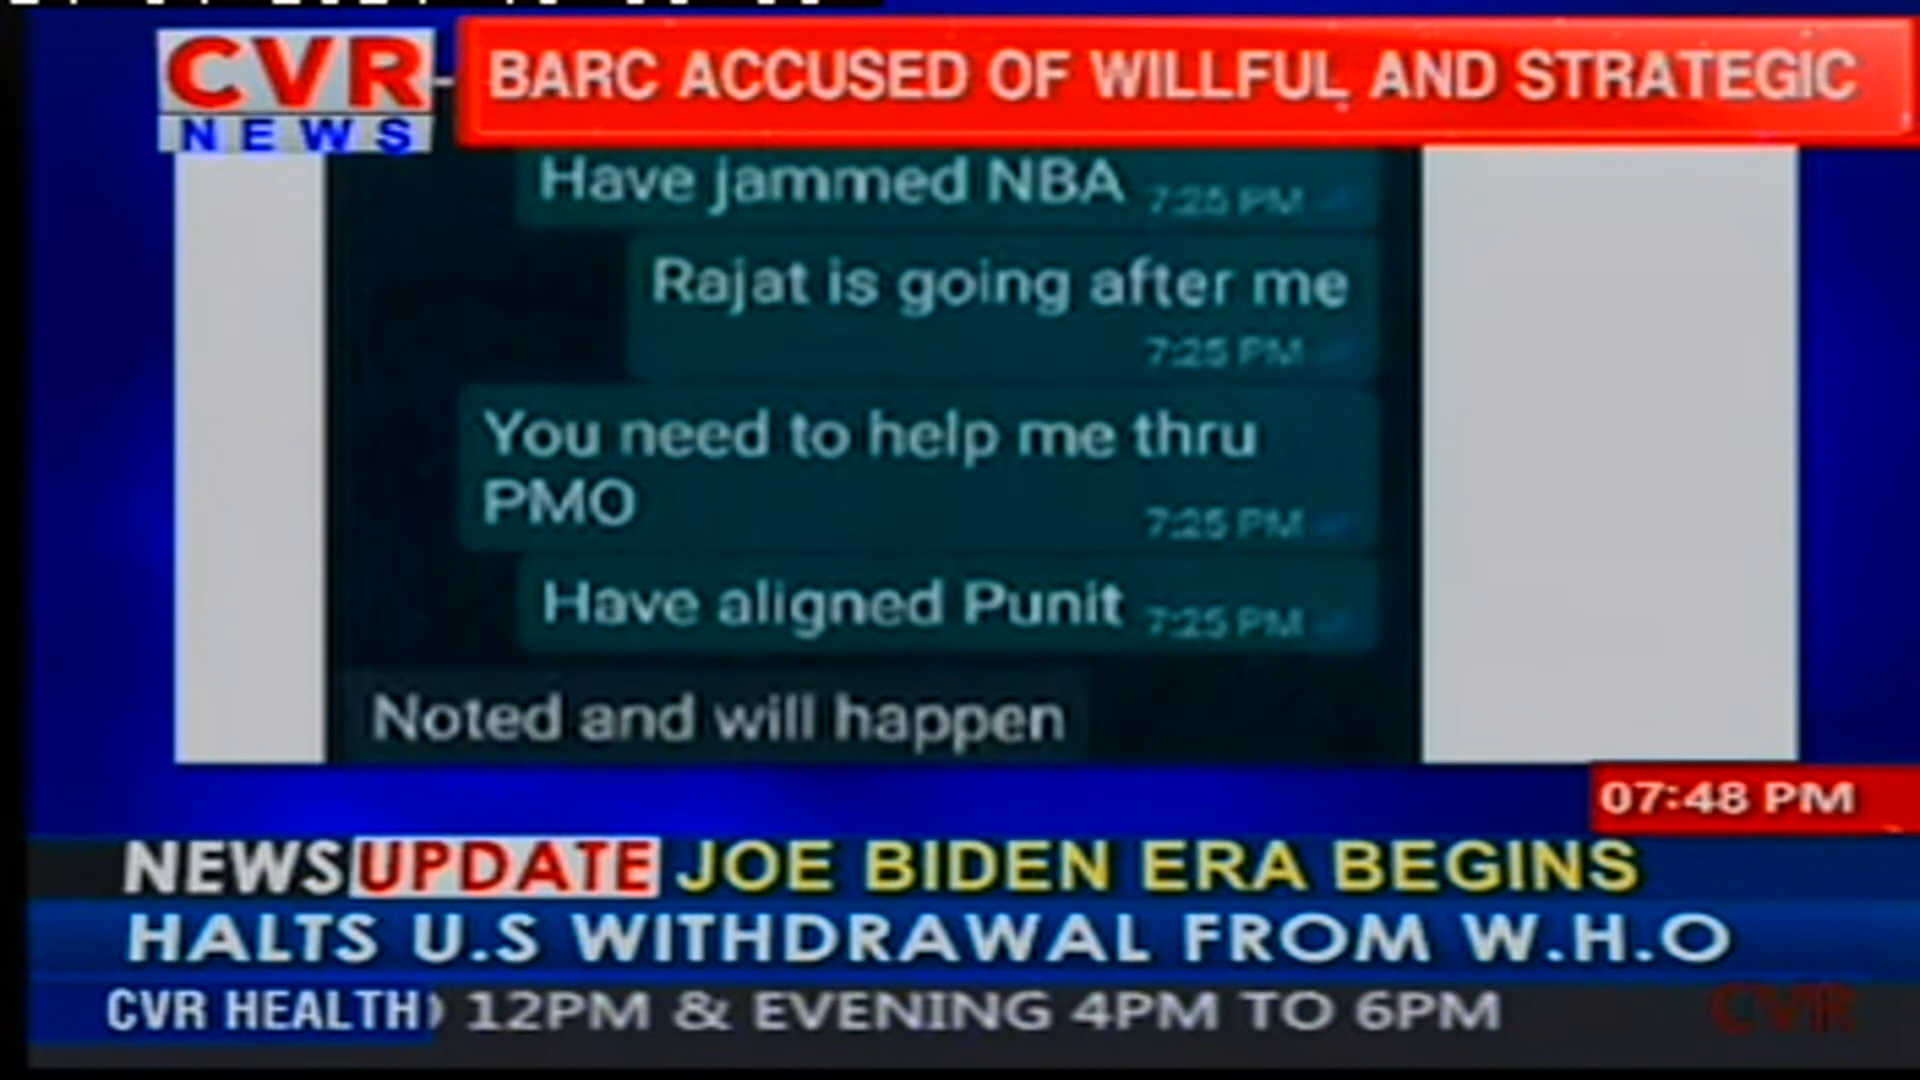 CVR
NEWS
BARC ACCUSED OF WILLFUL AND STRATEGIC
Have jammed NBA 7:25 PM
Rajat is going after me
7:25 PM
You need to help me thru
PMO 7:25 PM
Have aligned Punit 7:25 PM
Noted and will happen
07:48 PM
NEWS UPDATE JOE BIDEN ERA BEGINS
HALTS U.S WITHDRAWAL FROM W.H.O
CVR HEALTH) 12PM & EVENING 4PM TO 6PM
CVR